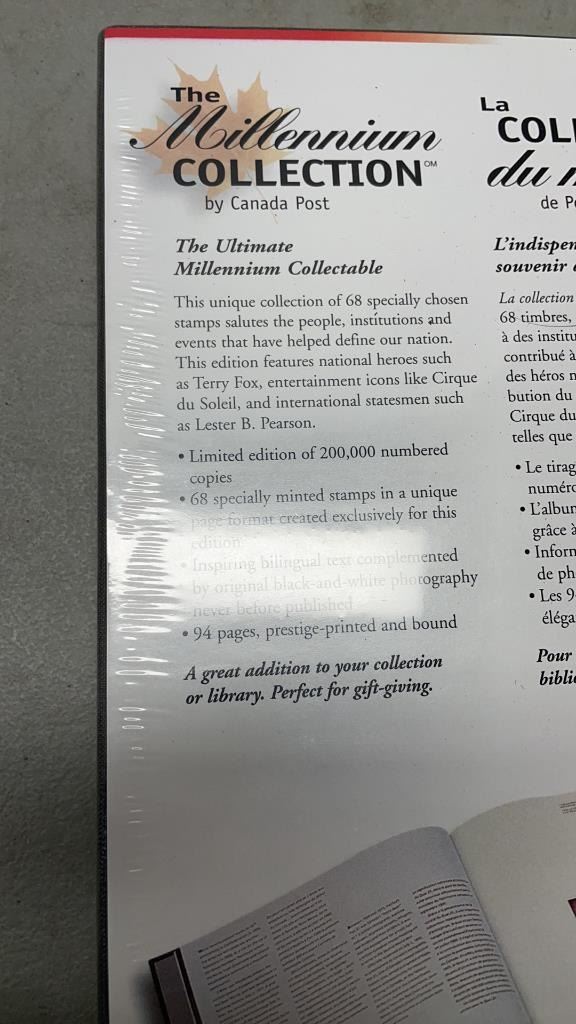 The
Millennium
COLLECTION OM
by Canada Post
The Ultimate
Millennium Collectable
This unique collection of 68 specially chosen
stamps salutes the people, institutions and
events that have helped define our nation.
This edition features national heroes such
as Terry Fox, entertainment icons like Cirque
du Soleil, and international statesmen such
as Lester B. Pearson.
• Limited edition of 200,000 numbered
copies
• 68 specially minted stamps in a unique
page format created exclusively for this
edition
• Inspiring bilingual text complemented
by original black-and-white photography
never before published
• 94 pages, prestige-printed and bound
A great addition to your collection
or library. Perfect for gift-giving.
La
COLL
du m
de Po
L'indispen
souvenir
La collection
68 timbres,
à des institu
contribué à
des héros n
bution du
Cirque du
telles que
• Le tirag
numéro
• L'album
grâce à
• Inform
de ph
• Les 9
éléga
Pour
biblio